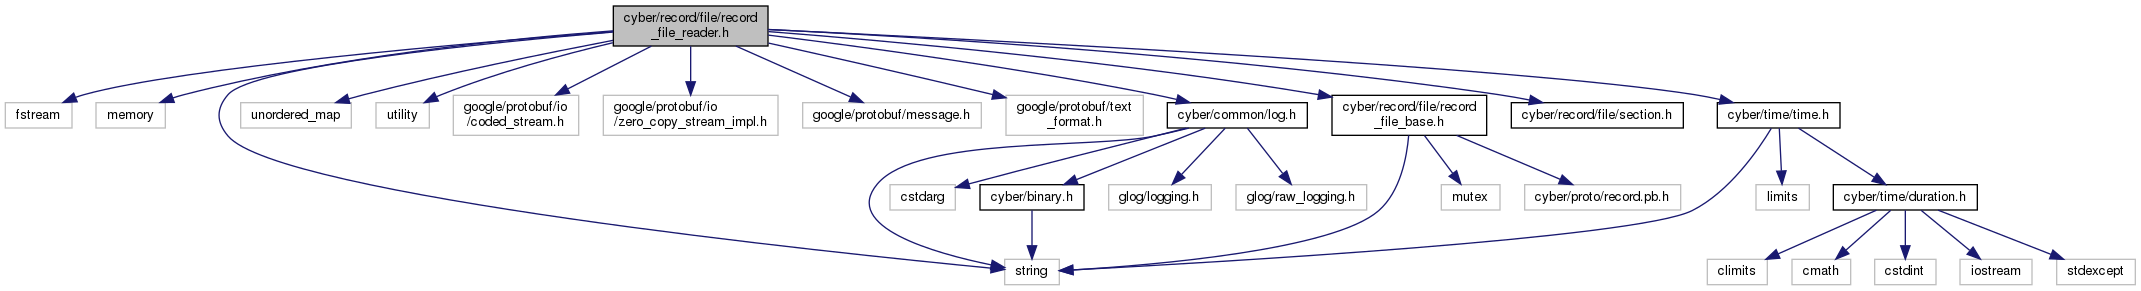 cyber/record/file/record
_file_reader.h
fstream
memory
unordered_map
utility
google/protobuf/io
/coded_stream.h
google/protobuf/io
/zero_copy_stream_impl.h
google/protobuf/message.h
google/protobuf/text
_format.h
cyber/common/log.h
cyber/record/file/record
_file_base.h
cyber/record/file/section.h
cyber/time/time.h
cstdarg
cyber/binary.h
glog/logging.h
glog/raw_logging.h
mutex
cyber/proto/record.pb.h
limits
cyber/time/duration.h
string
climits
cmath
cstdint
iostream
stdexcept